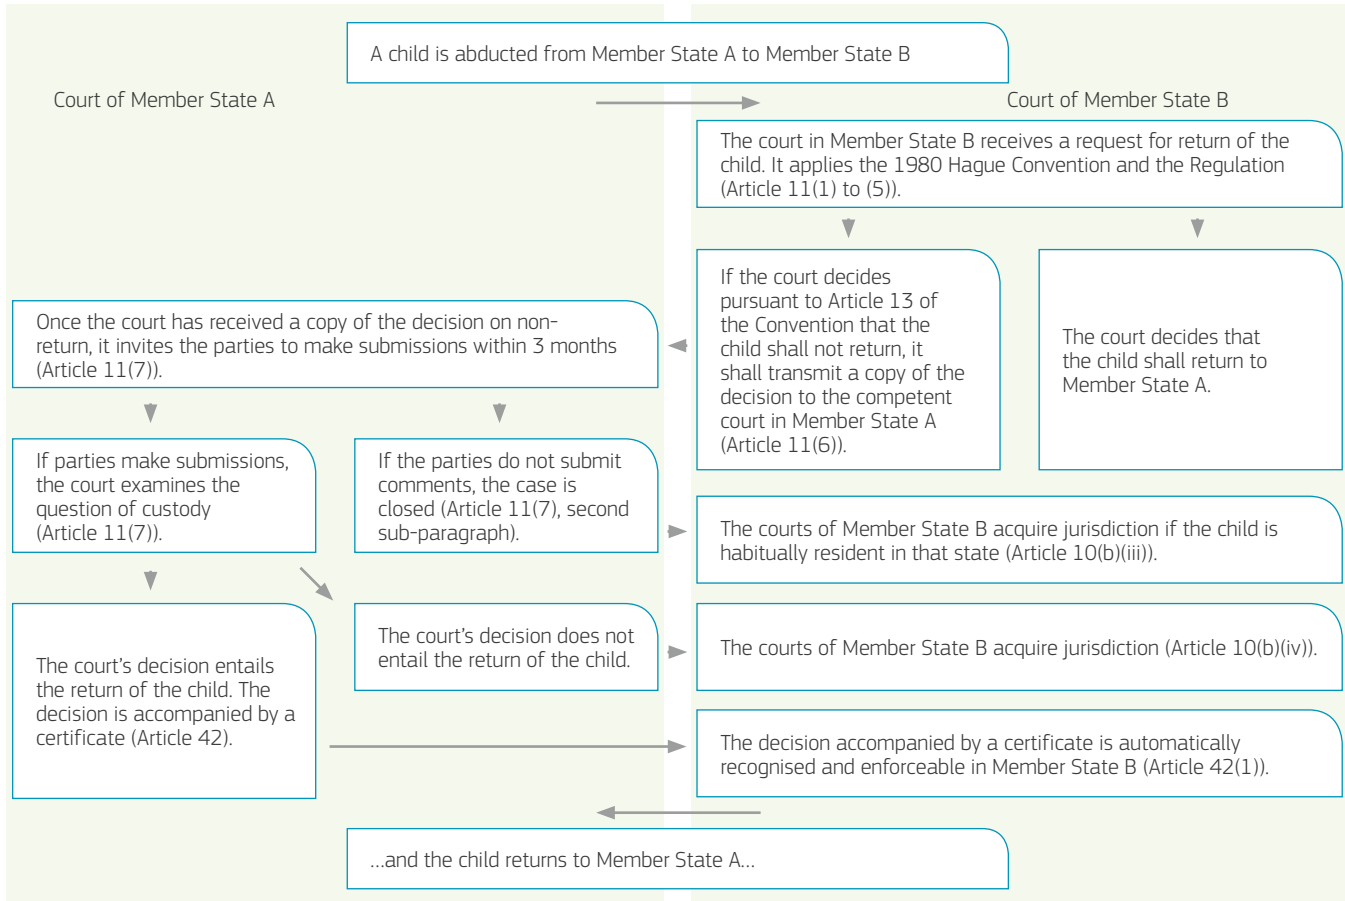 A child is abducted from Member State A to Member State B
Court of Member State A
Court of Member State B
The court in Member State B receives a request for return of the
child. It applies the 1980 Hague Convention and the Regulation
(Article 11(1) to (5)).
If the court decides
pursuant to Article 13 of
the Convention that the
child shall not return, it
shall transmit a copy of the
decision to the competent
court in Member State A
(Article 11(6)).
The court decides that
the child shall return to
Member State A.
Once the court has received a copy of the decision on non-
return, it invites the parties to make submissions within 3 months
(Article 11(7)).
If parties make submissions,
the court examines the
question of custody
(Article 11(7)).
If the parties do not submit
comments, the case is
closed (Article 11(7), second
sub-paragraph).
The courts of Member State B acquire jurisdiction if the child is
habitually resident in that state (Article 10(b)(iii)).
The court’s decision entails
the return of the child. The
decision is accompanied by a
certificate (Article 42).
The court’s decision does not
entail the return of the child.
The courts of Member State B acquire jurisdiction (Article 10(b)(iv)).
The decision accompanied by a certificate is automatically
recognised and enforceable in Member State B (Article 42(1)).
...and the child returns to Member State A...